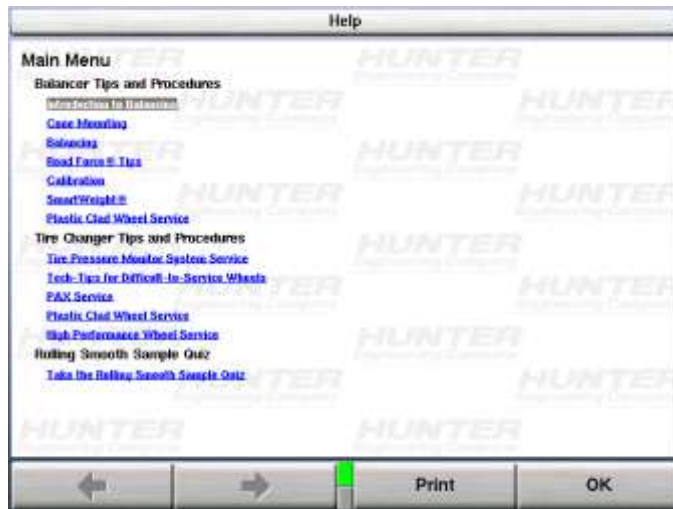 Help
Main Menu
Balancer Tips and Procedures
Introduction to Balancing
Cone Mounting
Balancing
Road Force® Tips
Calibration
SmartWeight®
Plastic Clad Wheel Service
Tire Changer Tips and Procedures
Tire Pressure Monitor System Service
Tech-Tips for Difficult-to-Service Wheels
PAX Service
Plastic Clad Wheel Service
High Performance Wheel Service
Rolling Smooth Sample Quiz
Take the Rolling Smooth Sample Quiz
Print OK